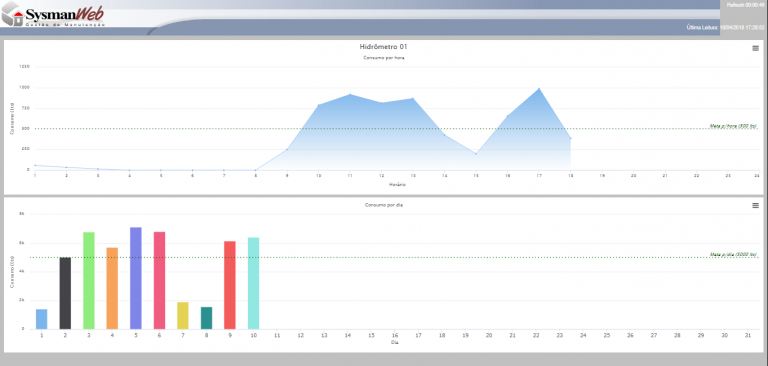 SysmanWeb
Gestão de Manutenção
Refresh 00:00:46
Última Leitura: 10/04/2019 17:26:02
Hidrômetro 01
Consumo por hora
Consumo (lts)
1250
1000
750
500
250
0
Meta p/hora (500 lts)
1 2 3 4 5 6 7 8 9 10 11 12 13 14 15 16 17 18 19 20 21 22 23 24
Horário
Consumo por dia
Consumo (lts)
8k
6k
4k
2k
0
Meta p/dia (5000 lts)
1 2 3 4 5 6 7 8 9 10 11 12 13 14 15 16 17 18 19 20 21 22 23 24 25 26 27 28 29 30 31
Dia